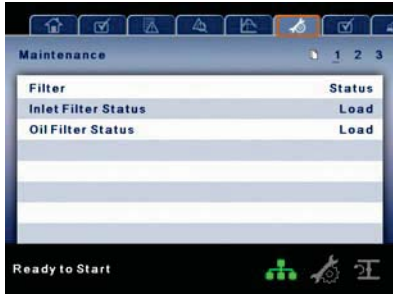 Maintenance 1 2 3
Filter Status
Inlet Filter Status Load
Oil Filter Status Load
Ready to Start